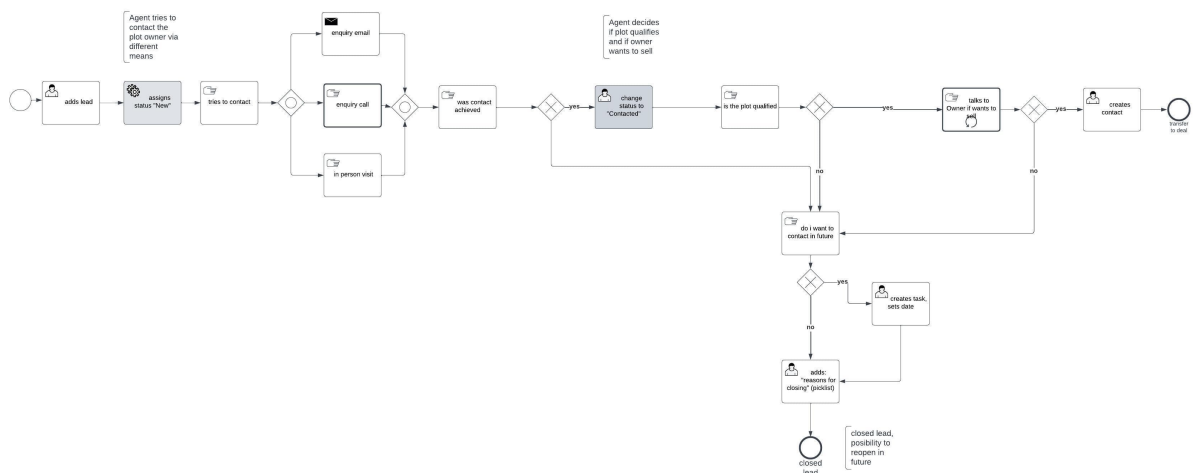 Agent tries to
contact the
plot owner via
different
means
Agent decides
if plot qualifies
and if owner
wants to sell
enquiry email
adds lead
assigns
status "New"
tries to contact
enquiry call
was contact
achieved
yes
change
status to
"Contacted"
is the plot qualified
yes
talks to
Owner if wants to
sell
yes
creates
contact
transfer
to deal
in person visit
no
no
do i want to
contact in future
yes
creates task,
sets date
no
adds:
"reasons for
closing" (picklist)
closed lead,
posibility to
reopen in
future
closed
lead